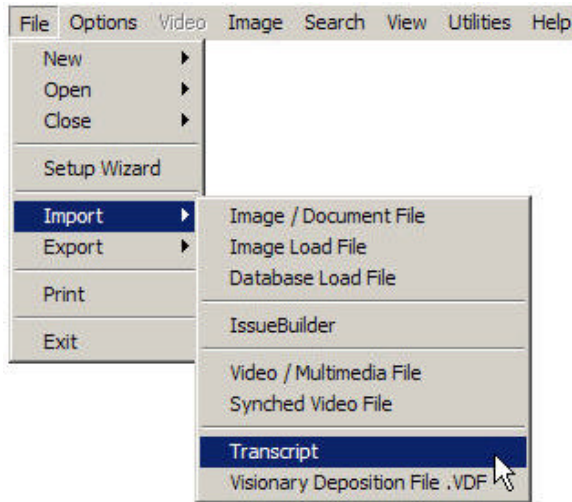 File Options Video Image Search View Utilities Help
New
Open
Close
Setup Wizard
Import
Export
Print
Exit
Image / Document File
Image Load File
Database Load File
IssueBuilder
Video / Multimedia File
Synched Video File
Transcript
Visionary Deposition File .VDF